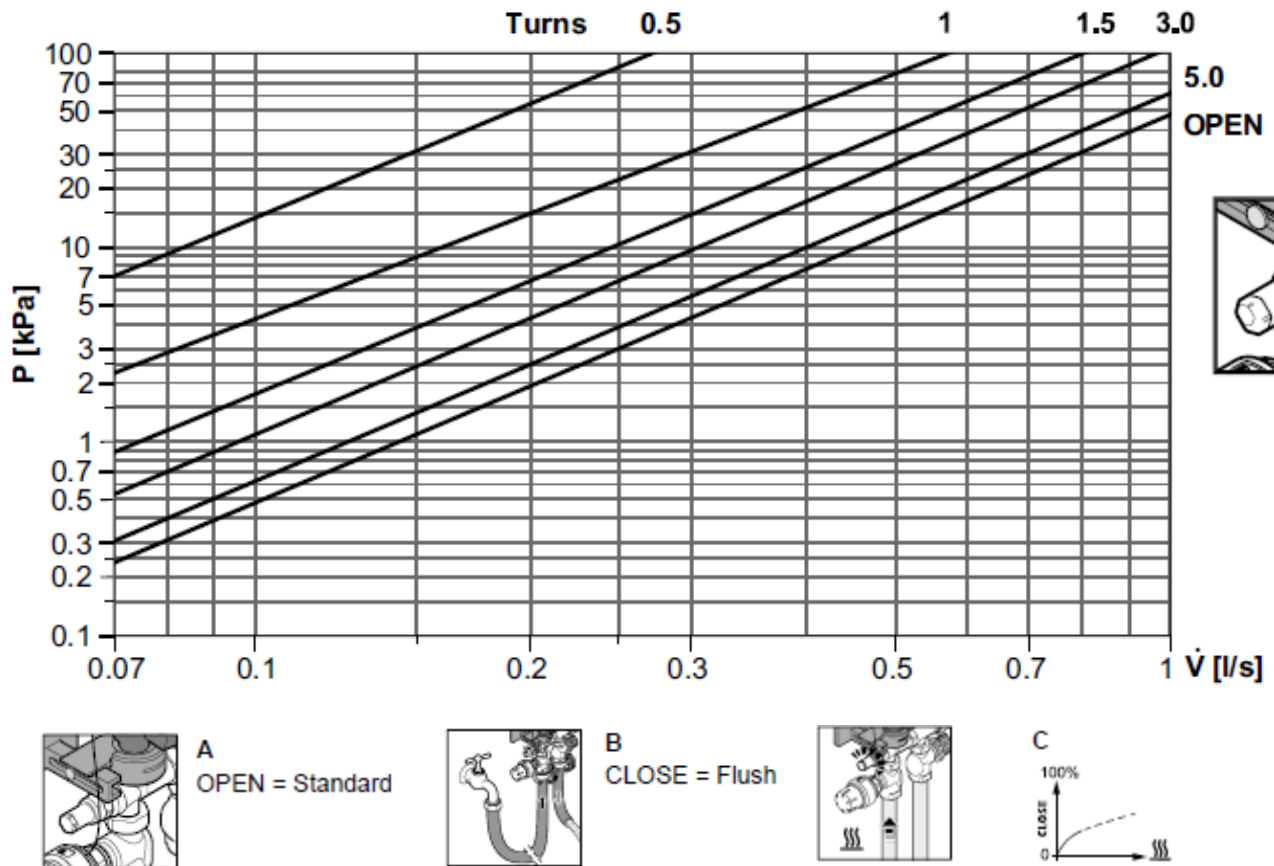 Turns 0.5 1 1.5 3.0
5.0
OPEN
100
70
50
30
20
10
7
5
3
2
1
0.7
0.5
0.3
0.2
0.1
P [kPa]
0.07 0.1 0.2 0.3 0.5 0.7 1 V̇ [l/s]
A
OPEN = Standard
B
CLOSE = Flush
C
100%
CLOSE
0